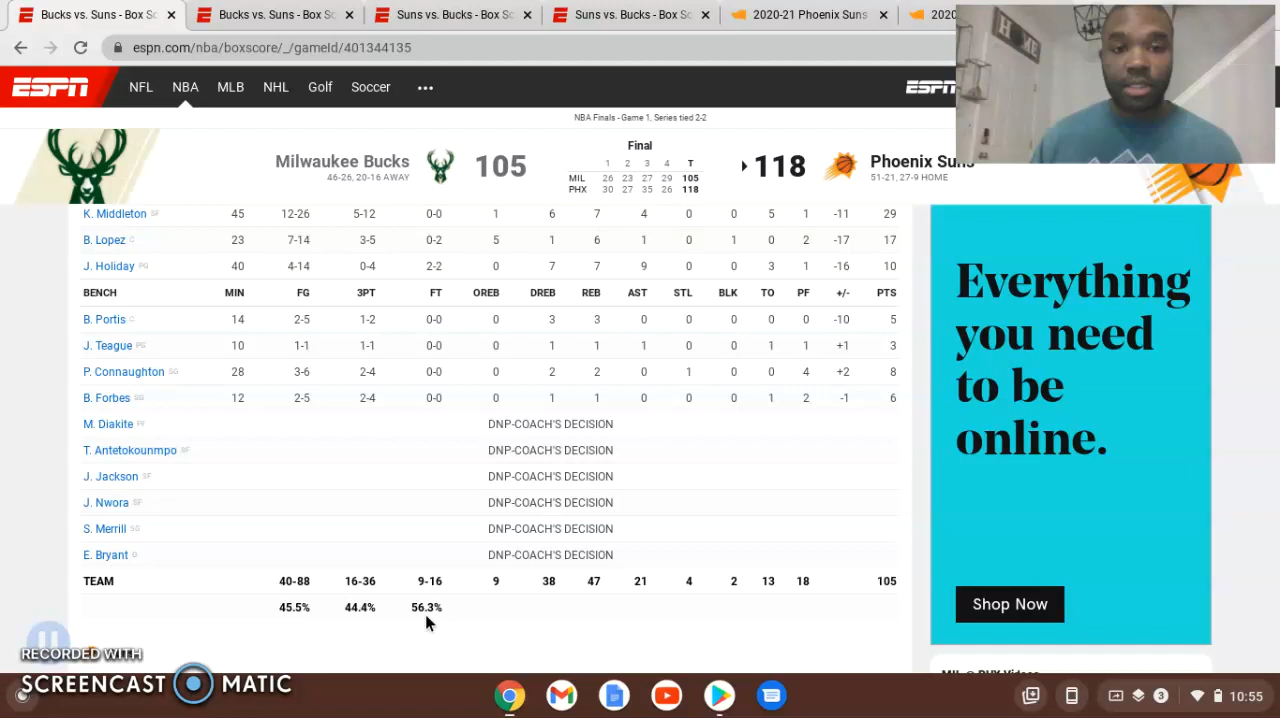 Bucks vs. Suns - Box Sc
Bucks vs. Suns - Box Sc
Suns vs. Bucks - Box Sc
Suns vs. Bucks - Box Sc
2020-21 Phoenix Suns
2020
espn.com/nba/boxscore/_/gameId/401344135
HOME
ESPN NFL NBA MLB NHL Golf Soccer ESPN
NBA Finals - Game 1, Series tied 2-2
Milwaukee Bucks 105 Final 118 Phoenix Suns
46-26, 20-16 AWAY 51-21, 27-9 HOME
1 2 3 4 T
MIL 26 23 27 29 105
PHX 30 27 35 26 118
K. Middleton SF 45 12-26 5-12 0-0 1 6 7 4 0 0 5 1 -11 29
B. Lopez C 23 7-14 3-5 0-2 5 1 6 1 0 1 0 2 -17 17
J. Holiday PG 40 4-14 0-4 2-2 0 7 7 9 0 0 3 1 -16 10
BENCH MIN FG 3PT FT OREB DREB REB AST STL BLK TO PF +/- PTS
B. Portis C 14 2-5 1-2 0-0 0 3 3 0 0 0 0 0 -10 5
J. Teague PG 10 1-1 1-1 0-0 0 1 1 1 0 0 1 1 +1 3
P. Connaughton SG 28 3-6 2-4 0-0 0 2 2 0 1 0 0 4 +2 8
B. Forbes SG 12 2-5 2-4 0-0 0 1 1 0 0 0 1 2 -1 6
M. Diakite PF DNP-COACH'S DECISION
T. Antetokounmpo SF DNP-COACH'S DECISION
J. Jackson SF DNP-COACH'S DECISION
J. Nwora SF DNP-COACH'S DECISION
S. Merrill SG DNP-COACH'S DECISION
E. Bryant G DNP-COACH'S DECISION
TEAM 40-88 16-36 9-16 9 38 47 21 4 2 13 18 105
45.5% 44.4% 56.3%
Everything
you need
to be
online.
Shop Now
MIL @ PHX Videos
RECORDED WITH
SCREENCAST MATIC
3 10:55